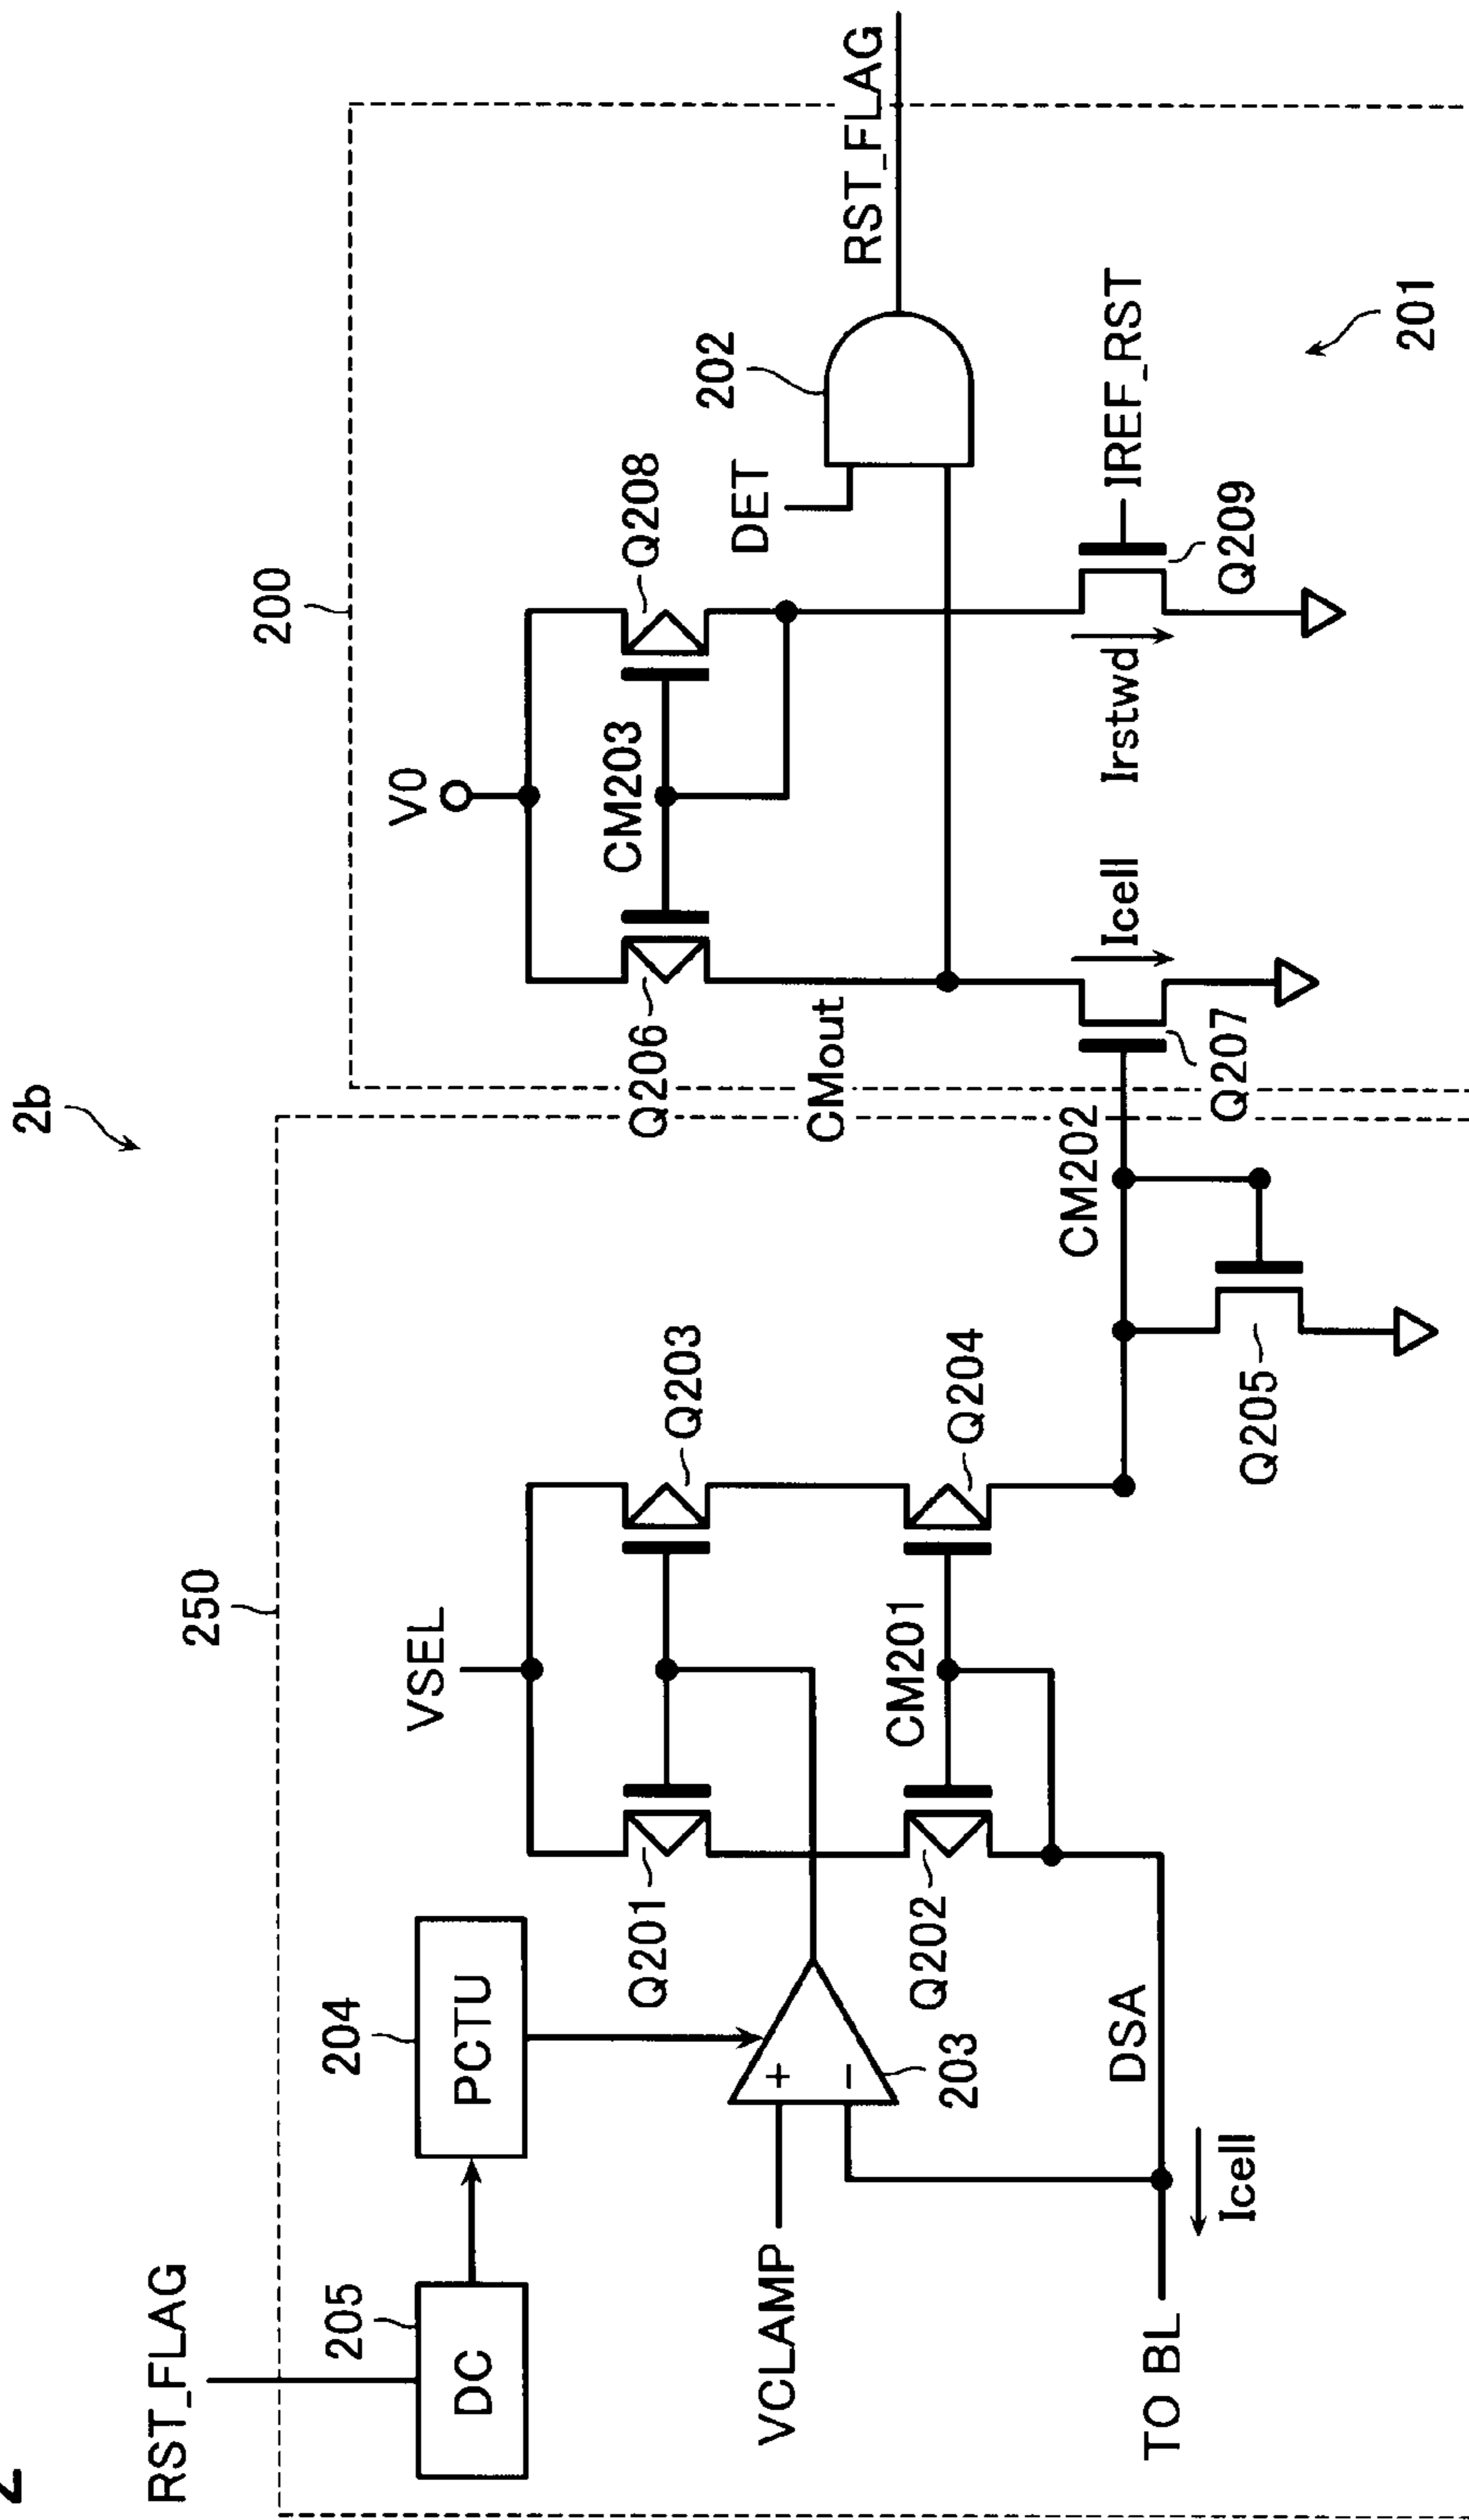 2b
RST_FLAG
250
200
205
DC
204
PCTU
VSEL
V0
VCLAMP
+
−
203
Q201
Q203
Q202
CM201
Q204
DSA
Icell
TO BL
Q205
CM202
Q206
CM203
Q208
CMout
DET
202
RST_FLAG
Q207
Icell
Irstwd
IREF_RST
Q209
201